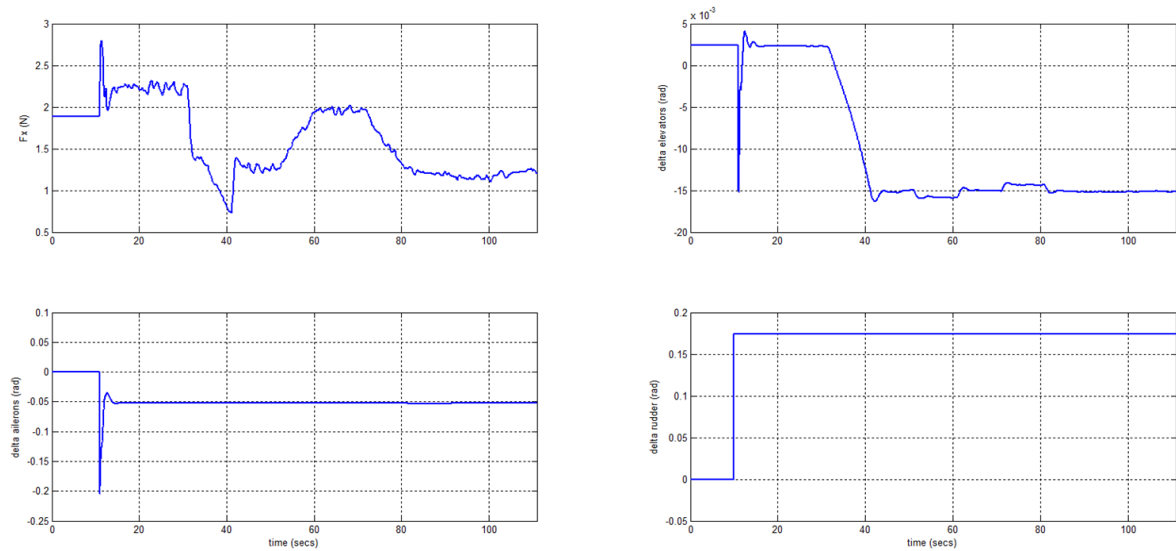 Fx (N)
3
2.5
2
1.5
1
0.5
0 20 40 60 80 100
x 10^-3
delta elevators (rad)
5
0
-5
-10
-15
-20
0 20 40 60 80 100
delta ailerons (rad)
0.1
0.05
0
-0.05
-0.1
-0.15
-0.2
-0.25
0 20 40 60 80 100
time (secs)
delta rudder (rad)
0.2
0.15
0.1
0.05
0
-0.05
0 20 40 60 80 100
time (secs)